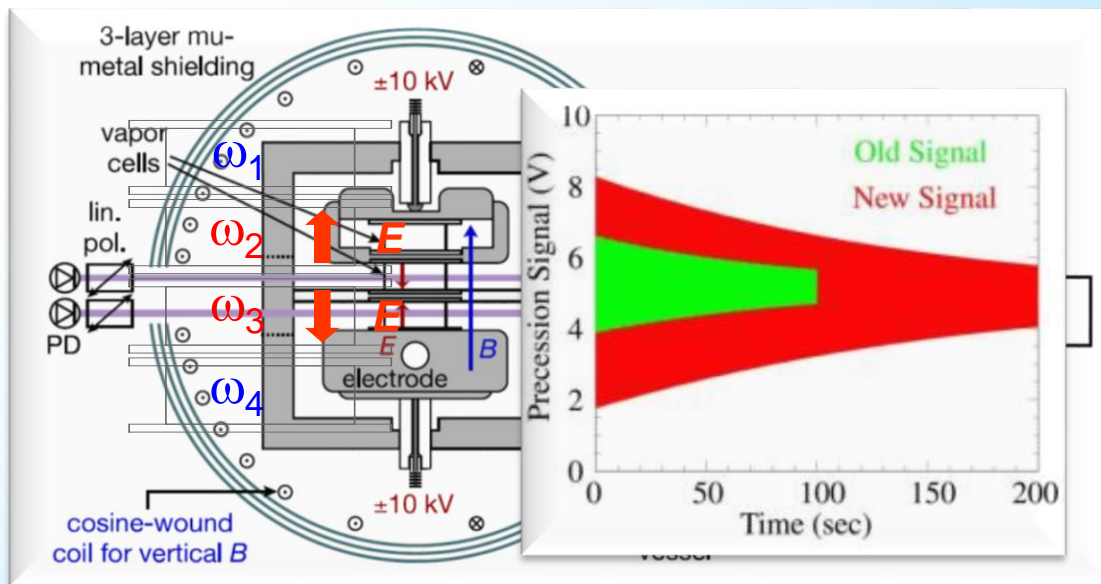 3-layer mu-
metal shielding
±10 kV
vapor
cells
ω1
lin.
pol.
ω2
E
ω3
E
E
PD
B
electrode
ω4
±10 kV
cosine-wound
coil for vertical B
vessel
10
8
6
4
2
0
Precession Signal (V)
Old Signal
New Signal
0
50
100
150
200
Time (sec)